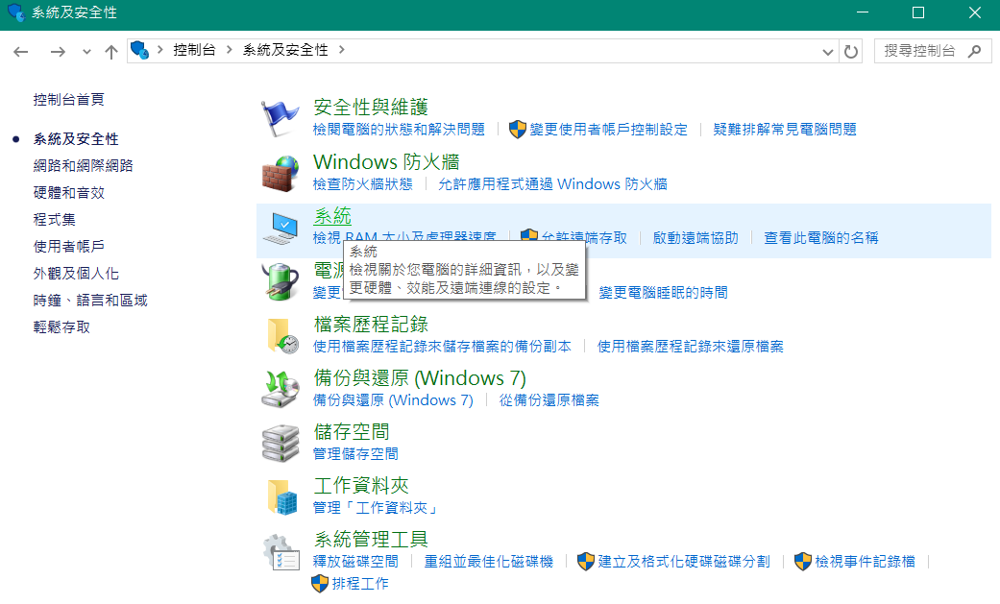 系統及安全性
控制台 系統及安全性
搜尋控制台
控制台首頁
系統及安全性
網路和網際網路
硬體和音效
程式集
使用者帳戶
外觀及個人化
時鐘、語言和區域
輕鬆存取
安全性與維護
檢閱電腦的狀態和解決問題 變更使用者帳戶控制設定 疑難排解常見電腦問題
Windows 防火牆
檢查防火牆狀態 允許應用程式通過 Windows 防火牆
系統
檢視 RAM 大小及處理器速度 允許遠端存取 啟動遠端協助 查看此電腦的名稱
系統
檢視關於您電腦的詳細資訊，以及變
更硬體、效能及遠端連線的設定。
電源
變更 變更電腦睡眠的時間
檔案歷程記錄
使用檔案歷程記錄來儲存檔案的備份副本 使用檔案歷程記錄來還原檔案
備份與還原 (Windows 7)
備份與還原 (Windows 7) 從備份還原檔案
儲存空間
管理儲存空間
工作資料夾
管理「工作資料夾」
系統管理工具
釋放磁碟空間 重組並最佳化磁碟機 建立及格式化硬碟磁碟分割 檢視事件記錄檔
排程工作